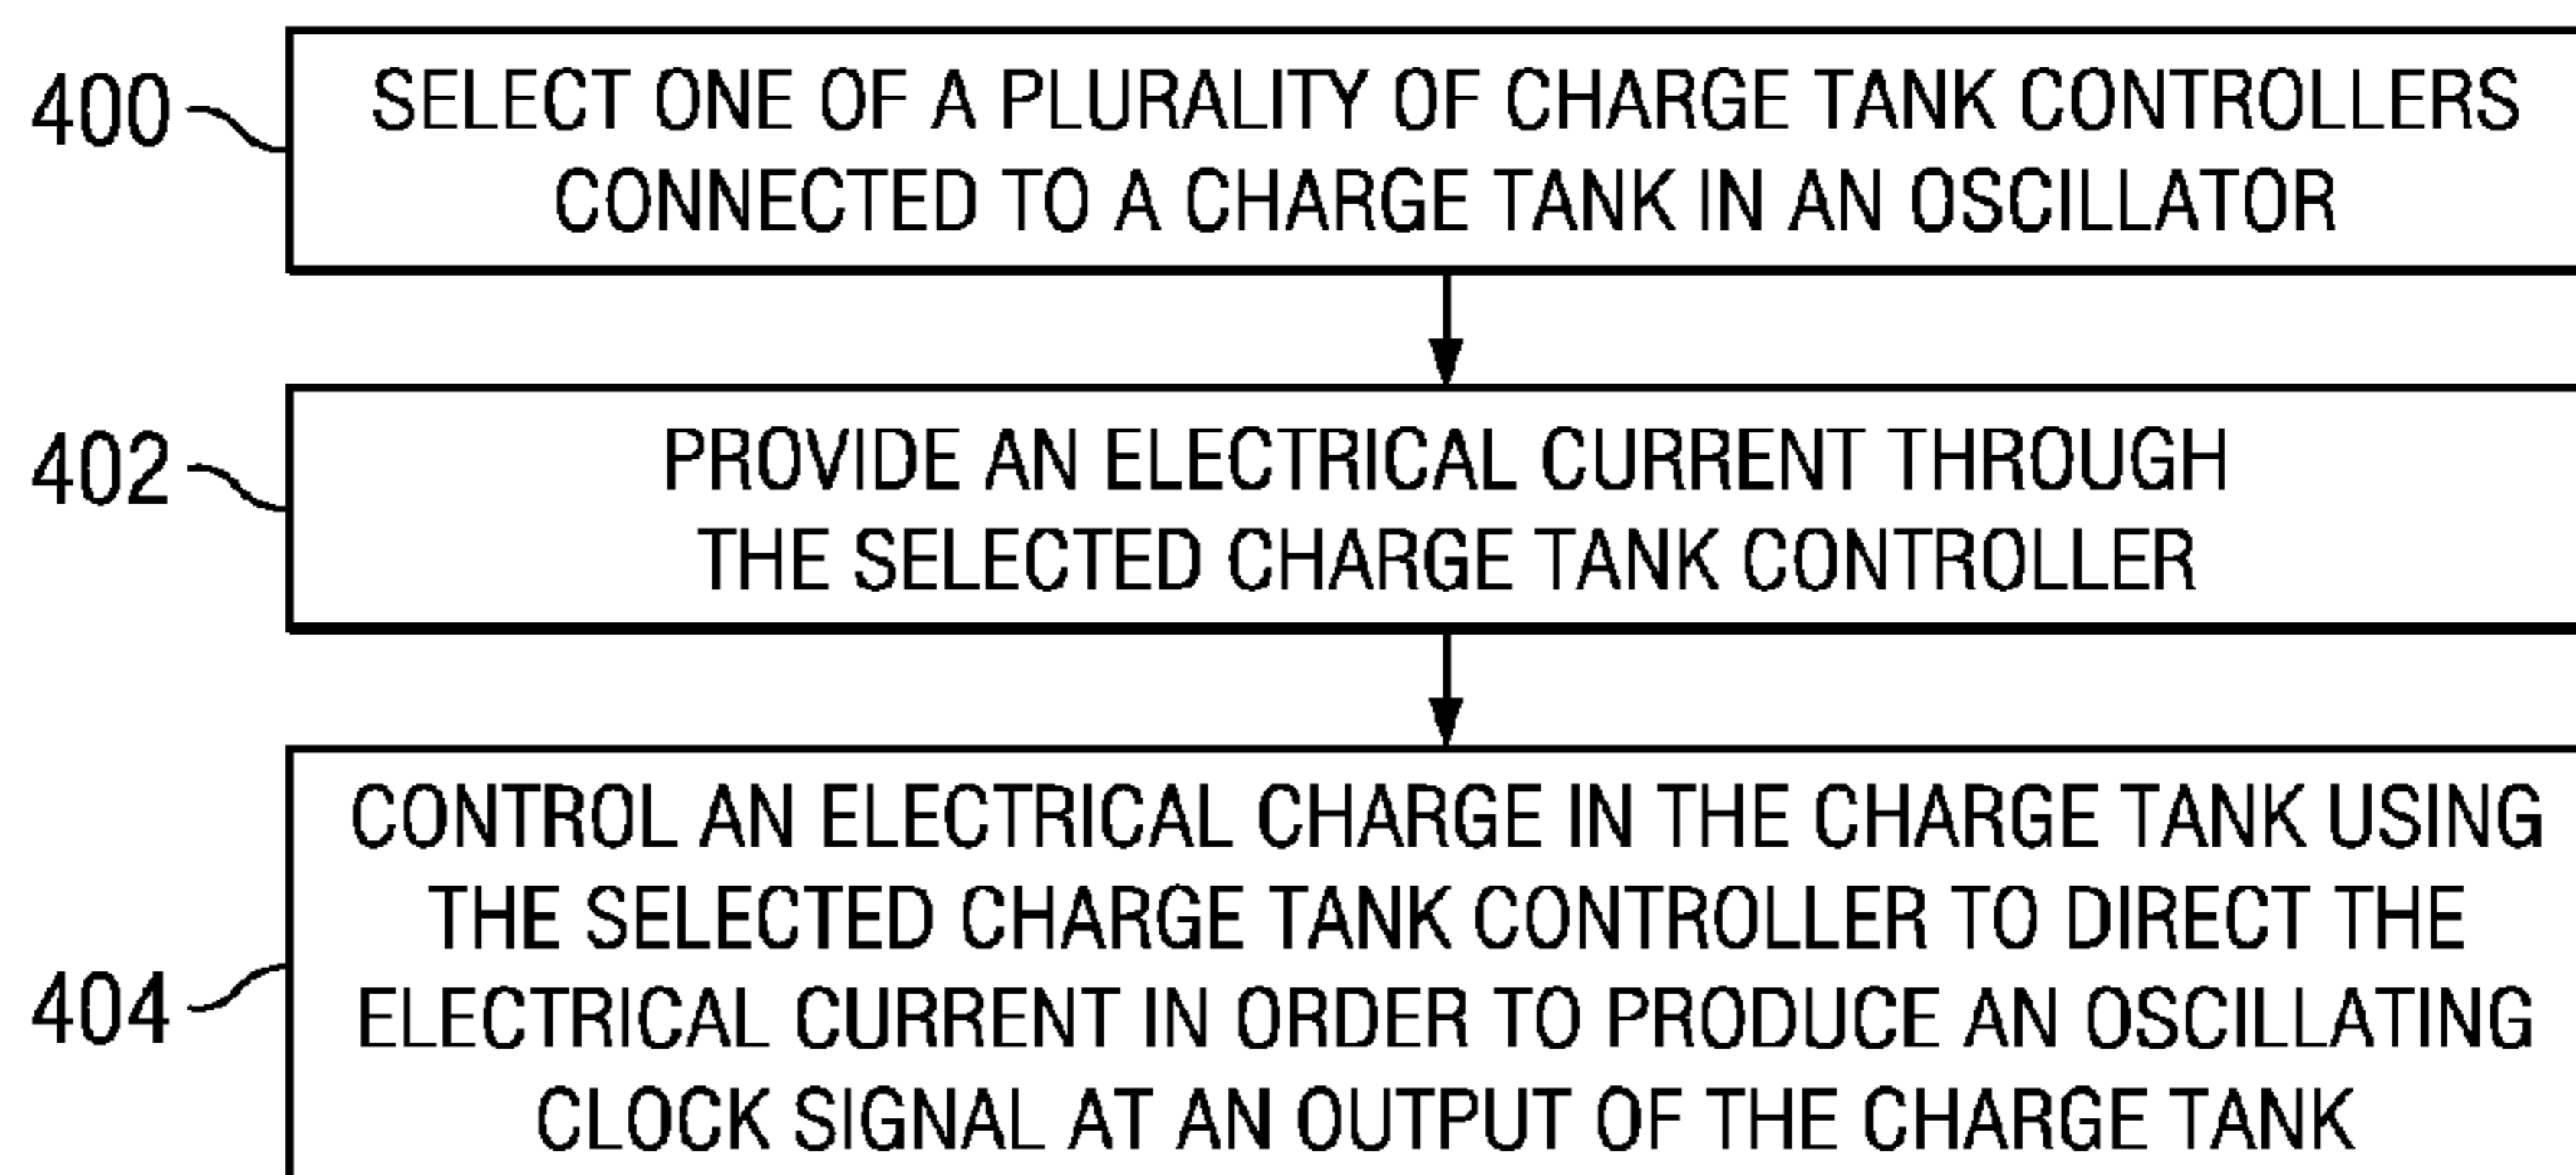 400
SELECT ONE OF A PLURALITY OF CHARGE TANK CONTROLLERS
CONNECTED TO A CHARGE TANK IN AN OSCILLATOR
402
PROVIDE AN ELECTRICAL CURRENT THROUGH
THE SELECTED CHARGE TANK CONTROLLER
404
CONTROL AN ELECTRICAL CHARGE IN THE CHARGE TANK USING
THE SELECTED CHARGE TANK CONTROLLER TO DIRECT THE
ELECTRICAL CURRENT IN ORDER TO PRODUCE AN OSCILLATING
CLOCK SIGNAL AT AN OUTPUT OF THE CHARGE TANK